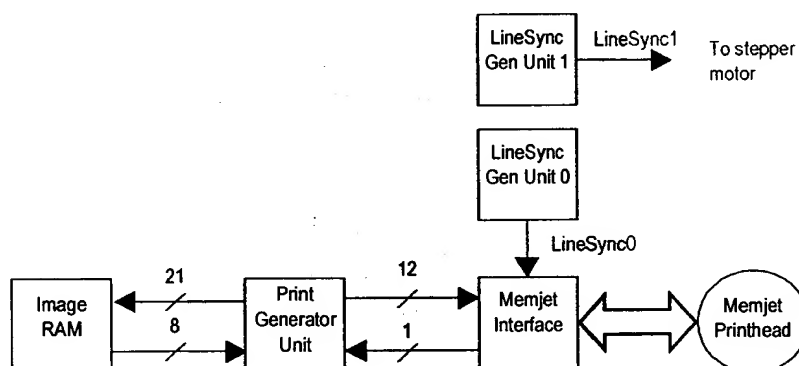 LineSync
Gen Unit 1
LineSync1
To stepper
motor
LineSync
Gen Unit 0
LineSync0
21
12
Image
RAM
Print
Generator
Unit
Memjet
Interface
Memjet
Printhead
8
1